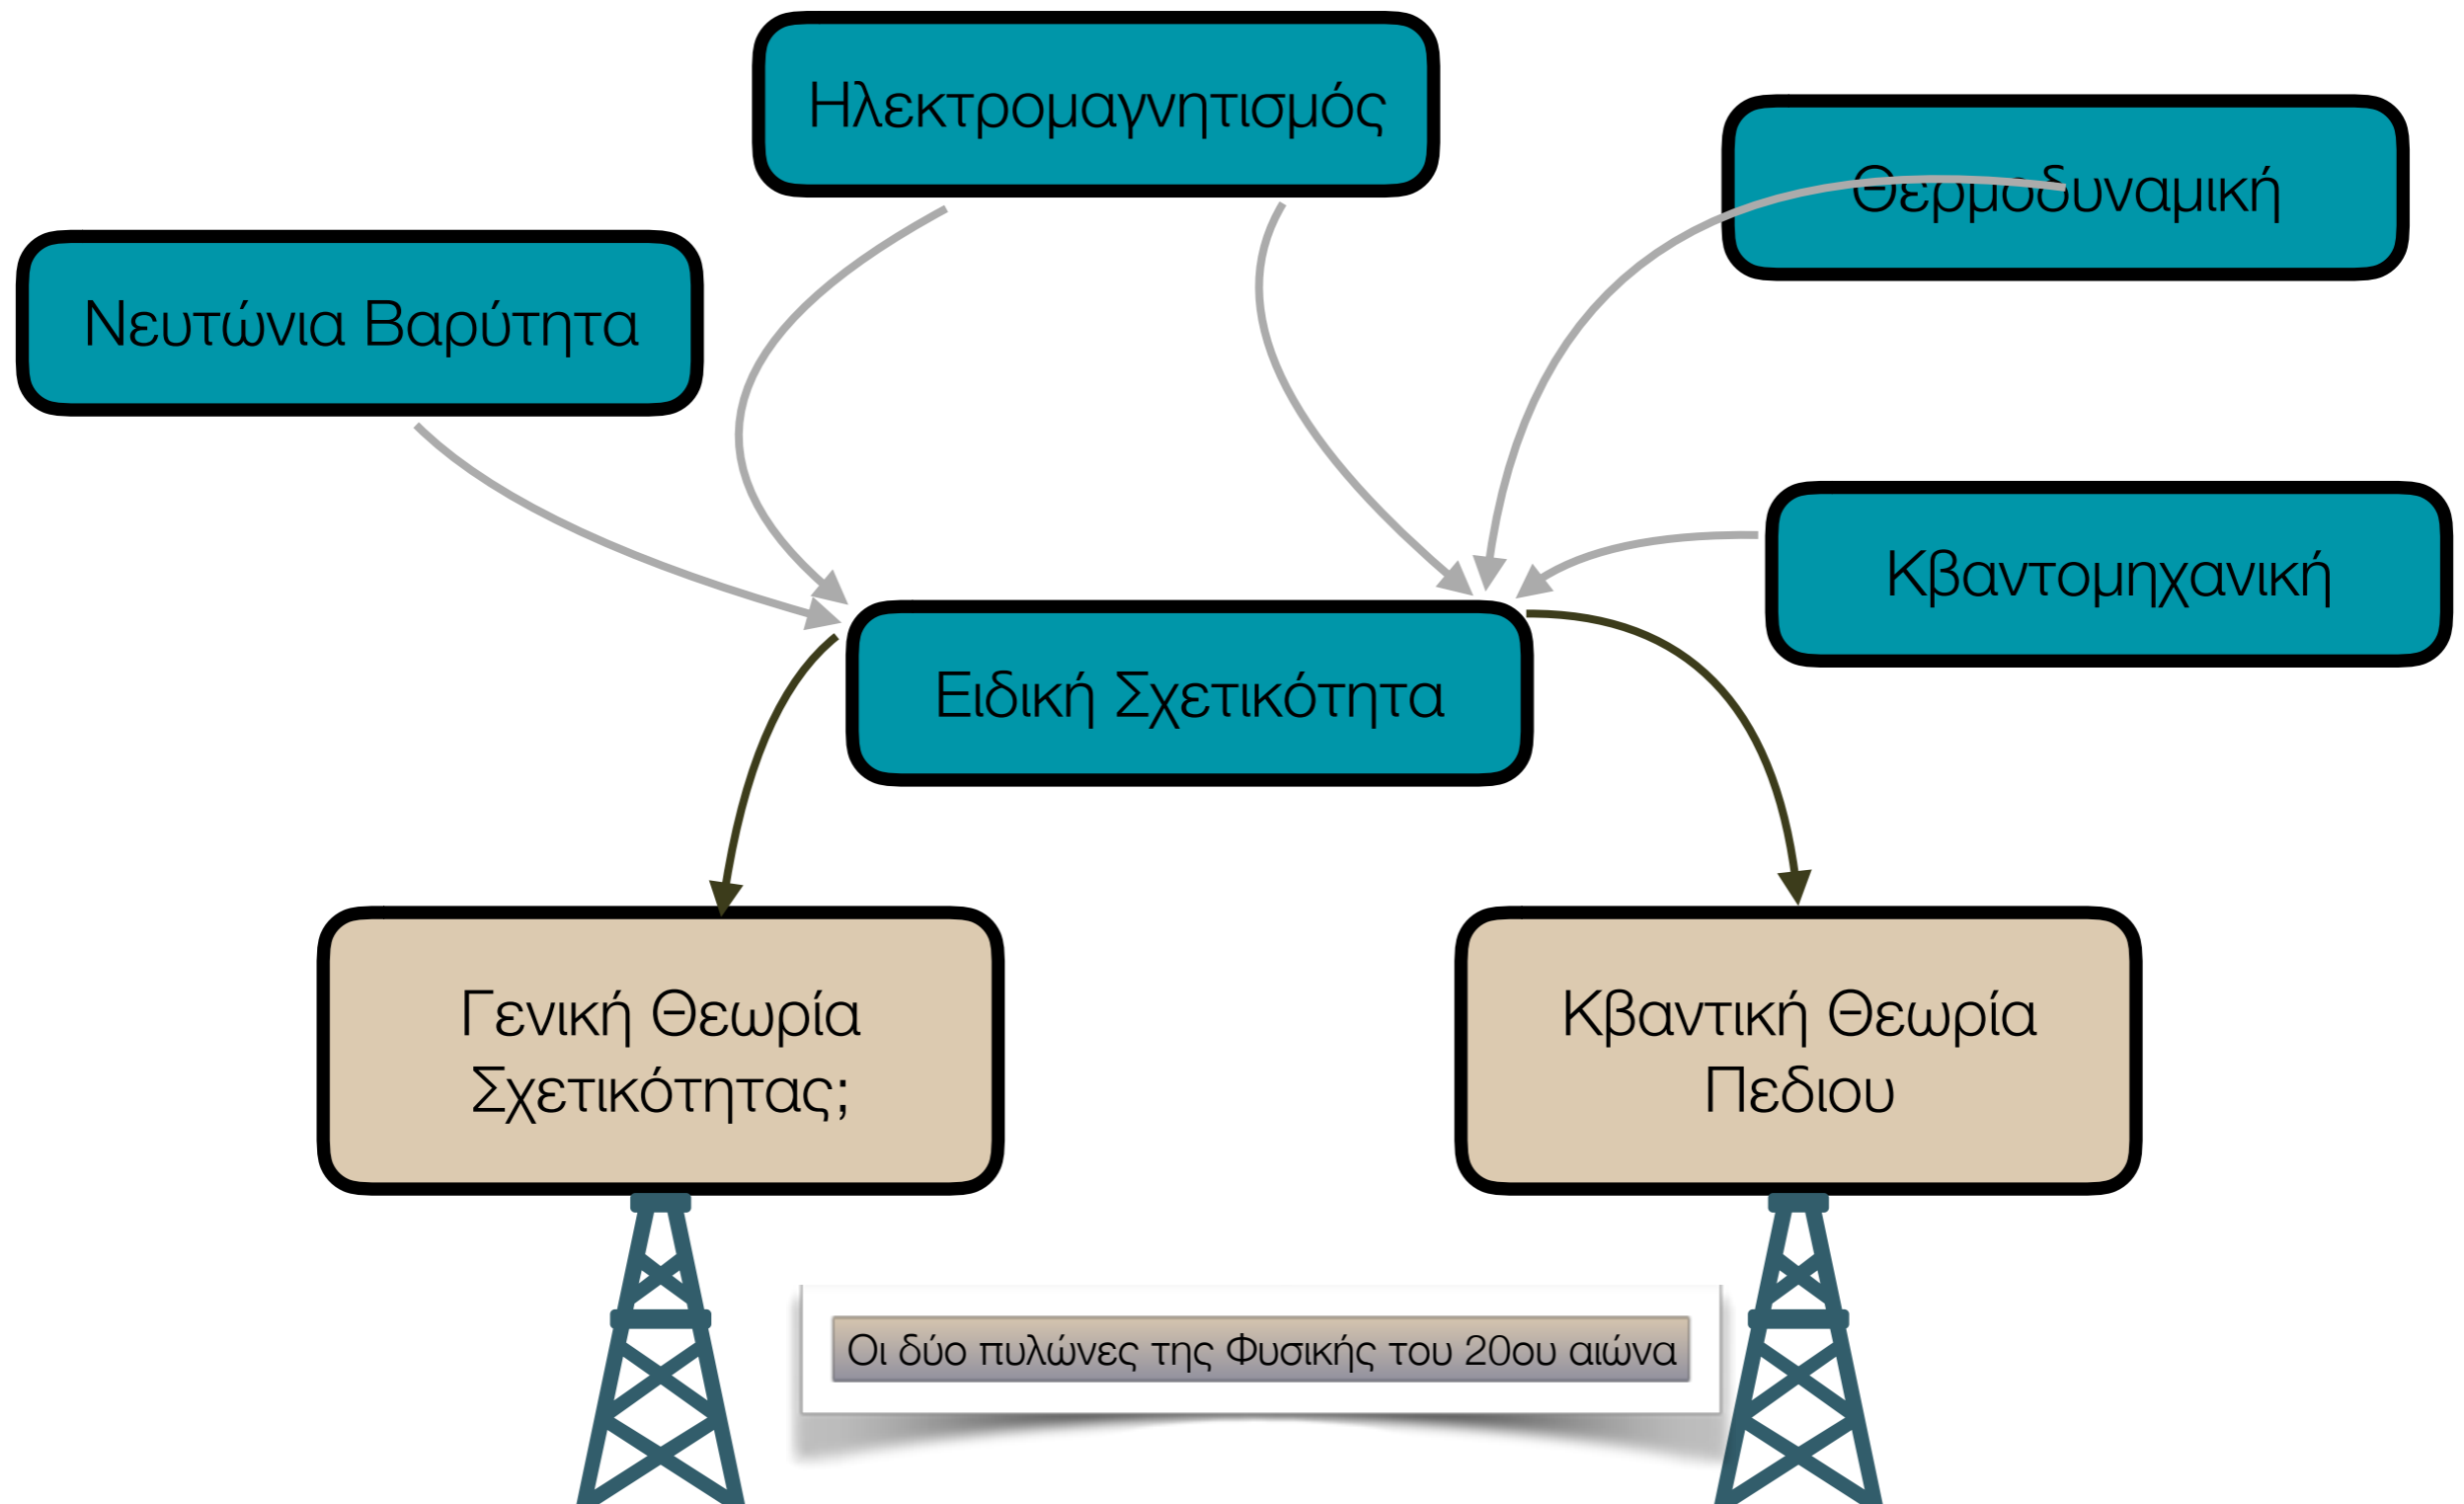 Ηλεκτρομαγνητισμός
Θερμοδυναμική
Νευτώνια Βαρύτητα
Κβαντομηχανική
Ειδική Σχετικότητα
Γενική Θεωρία
Σχετικότητας;
Κβαντική Θεωρία
Πεδιου
Οι δύο πυλώνες της Φυσικής του 20ου αιώνα